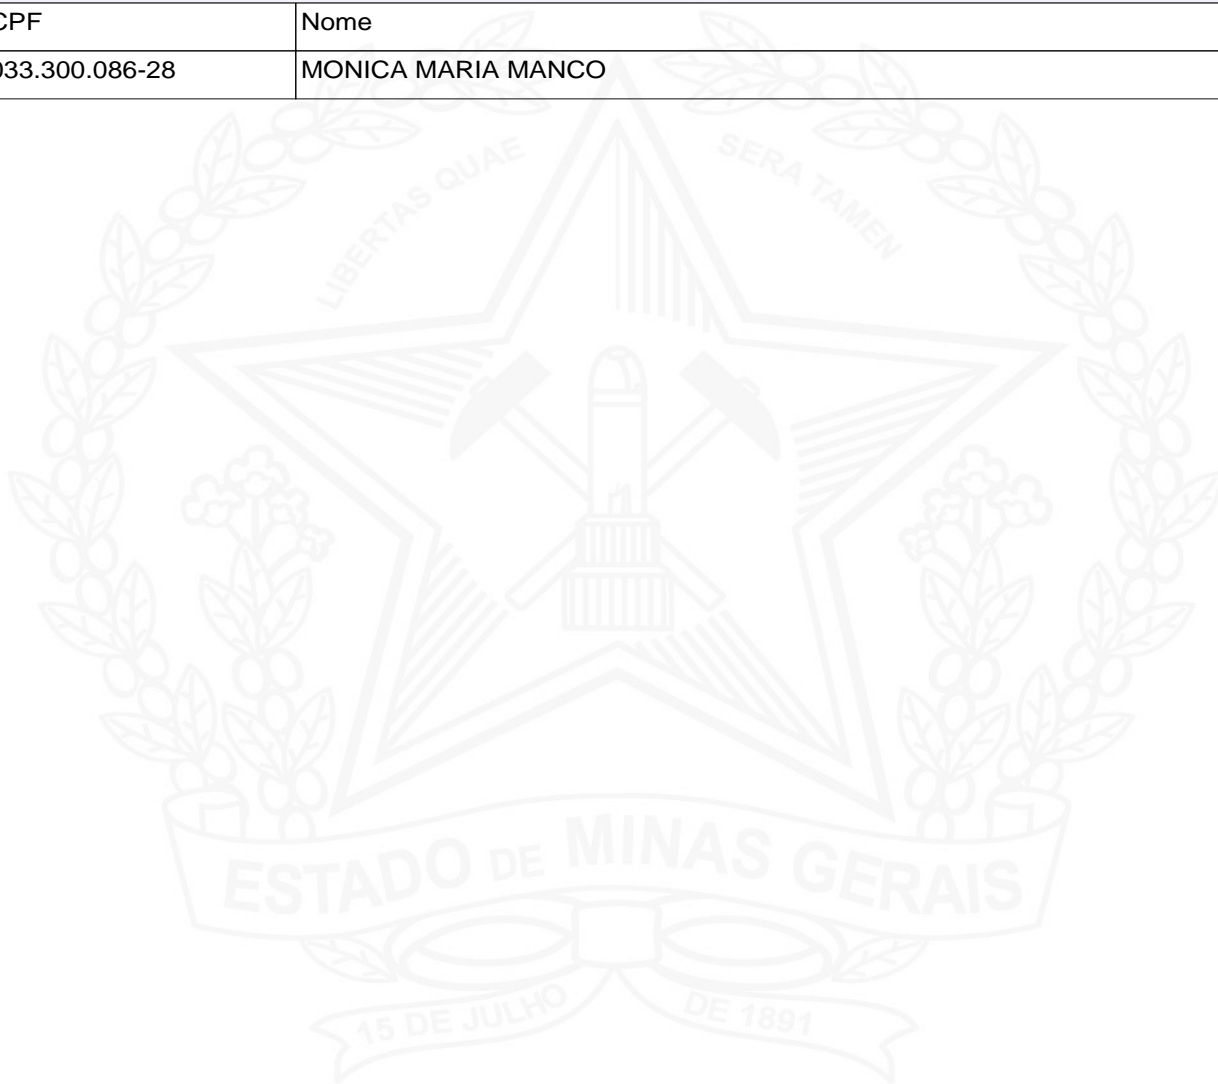 CPF Nome
033.300.086-28 MONICA MARIA MANCO
LIBERTAS QUAE SERA TAMEN
ESTADO DE MINAS GERAIS
15 DE JULHO DE 1891